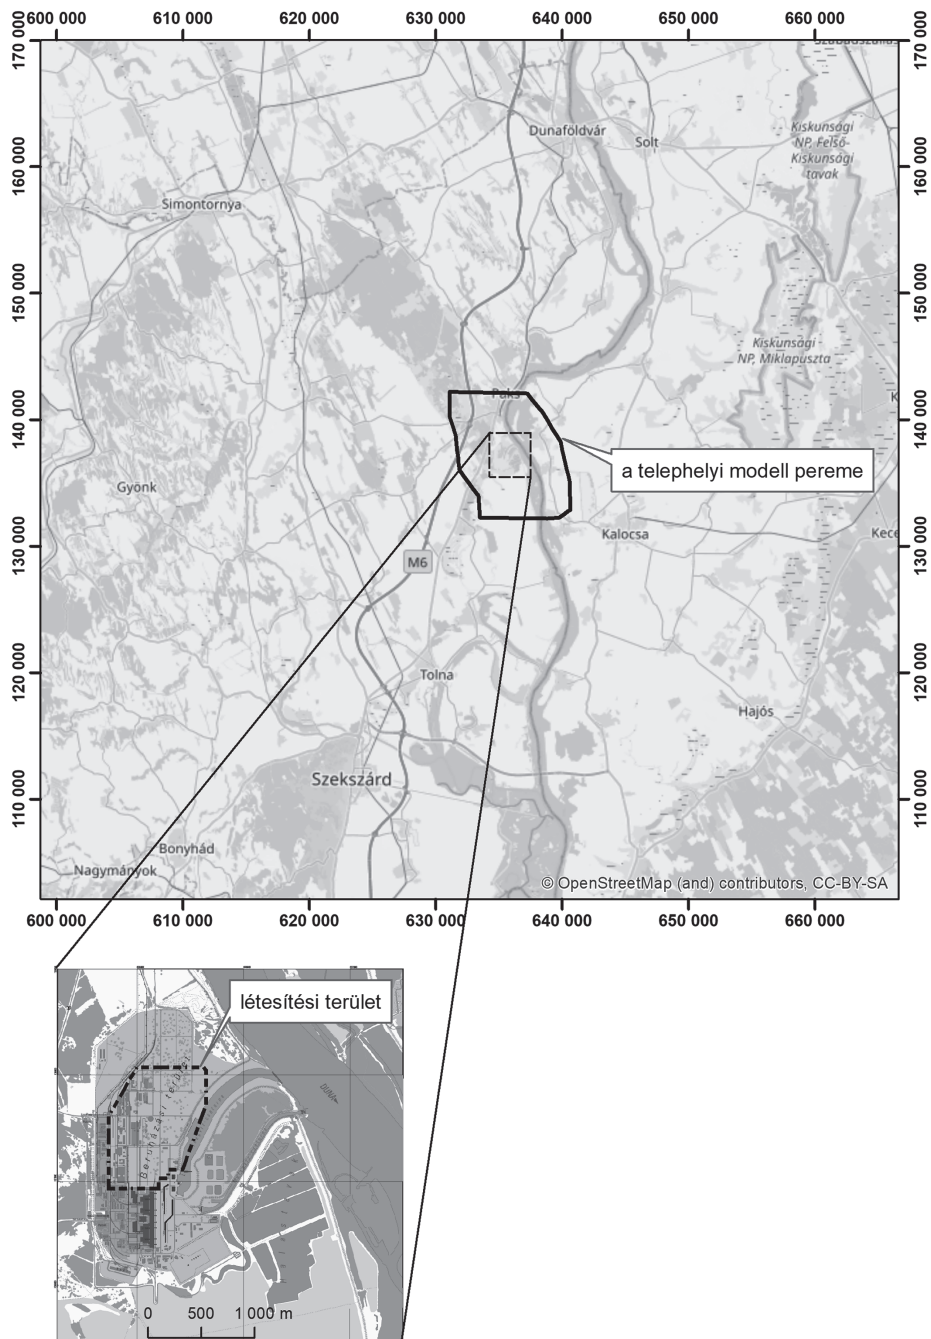 600 000 610 000 620 000 630 000 640 000 650 000 660 000
170 000
170 000
Dunaföldvár
Solt
Kiskunsági
NP, Felső-
Kiskunsági
tavak
160 000
160 000
Simontornya
150 000
150 000
Kiskunsági
NP, Miklapuszta
Paks
140 000
140 000
K
a telephelyi modell pereme
Gyönk
Kalocsa
Kece
130 000
130 000
M6
120 000
120 000
Tolna
Hajós
Szekszárd
110 000
110 000
Bonyhád
Nagymányok
© OpenStreetMap (and) contributors, CC-BY-SA
600 000 610 000 620 000 630 000 640 000 650 000 660 000
létesítési terület
Beruházási terület
0 500 1 000 m